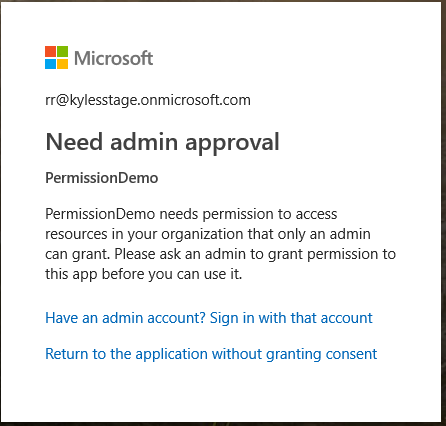 Microsoft
rr@kylesstage.onmicrosoft.com
Need admin approval
PermissionDemo
PermissionDemo needs permission to access
resources in your organization that only an admin
can grant. Please ask an admin to grant permission to
this app before you can use it.
Have an admin account? Sign in with that account
Return to the application without granting consent